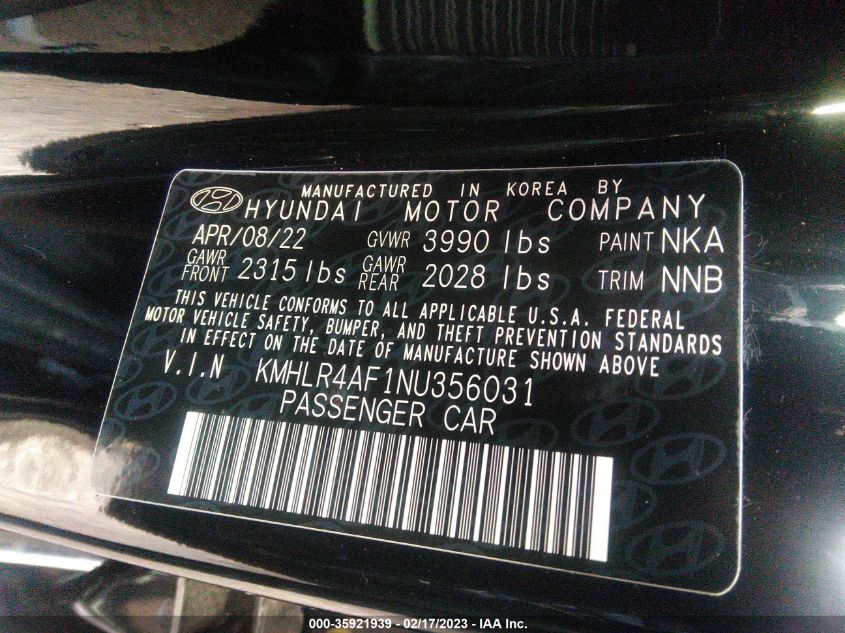 MANUFACTURED IN KOREA BY
HYUNDAI MOTOR COMPANY
APR/08/22 GVWR 3990 lbs PAINT NKA
GAWR FRONT 2315 lbs GAWR REAR 2028 lbs TRIM NNB
THIS VEHICLE CONFORMS TO ALL APPLICABLE U.S.A. FEDERAL
MOTOR VEHICLE SAFETY, BUMPER, AND THEFT PREVENTION STANDARDS
IN EFFECT ON THE DATE OF MANUFACTURE SHOWN ABOVE
V.I.N KMHLR4AF1NU356031
PASSENGER CAR
000-35921939 - 02/17/2023 - IAA Inc.